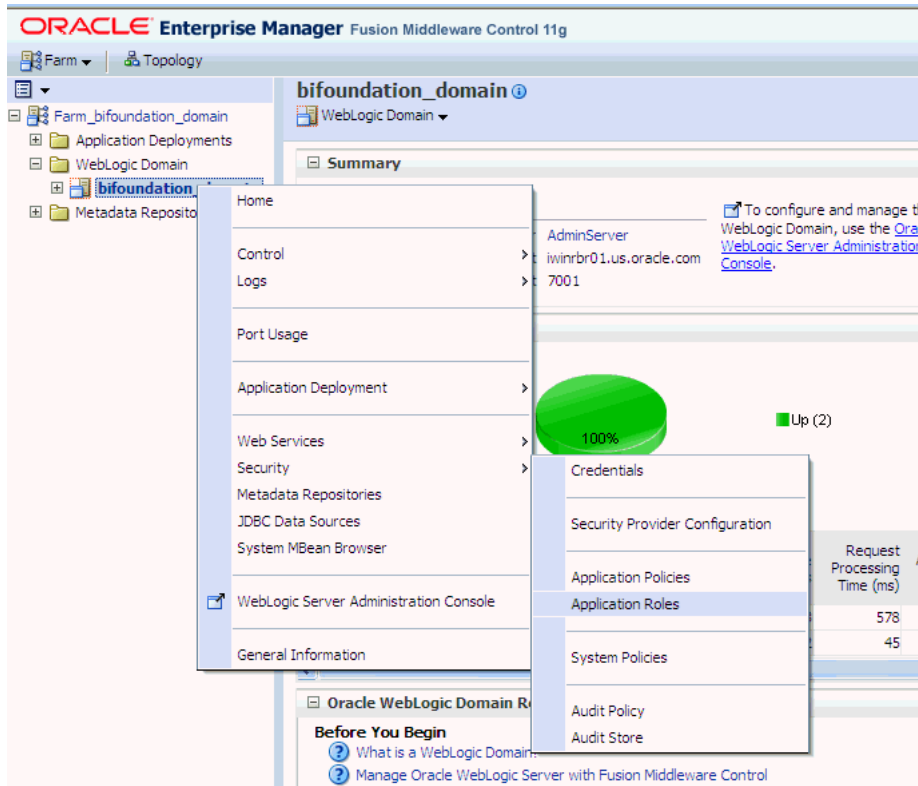 ORACLE Enterprise Manager Fusion Middleware Control 11g
Farm Topology
Farm_bifoundation_domain
Application Deployments
WebLogic Domain
bifoundation_
Metadata
bifoundation_domain
WebLogic Domain
Summary
AdminServer
iwinrbr01.us.oracle.com
7001
To configure and manage
WebLogic Domain, use the
WebLogic Server
Console.
100%
Up (2)
Request
Processing
Time (ms)
578
45
Home
Control
Logs
Port Usage
Application Deployment
Web Services
Security
Metadata Repositories
JDBC Data Sources
System MBean Browser
WebLogic Server Administration Console
General Information
Credentials
Security Provider Configuration
Application Policies
Application Roles
System Policies
Audit Policy
Audit Store
Oracle WebLogic Domain
Before You Begin
What is a WebLogic Domain
Manage Oracle WebLogic Server with Fusion Middleware Control